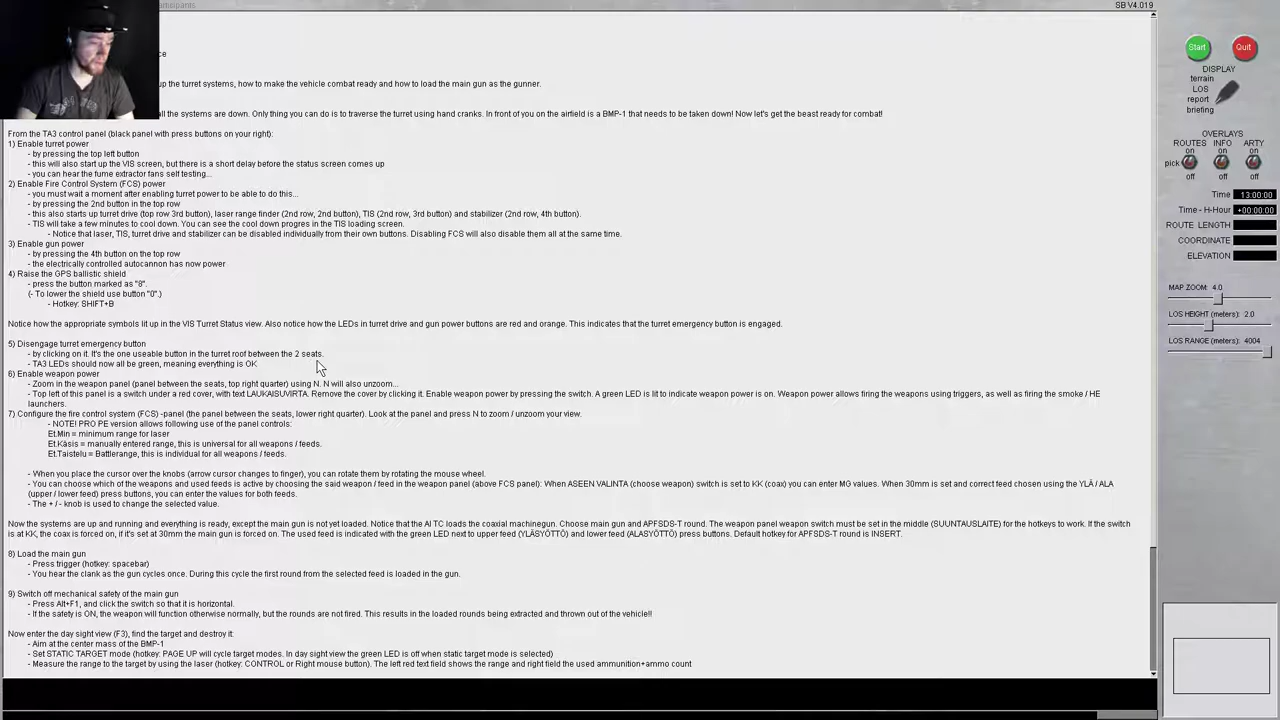 articipants
SB V4.019
ce
up the turret systems, how to make the vehicle combat ready and how to load the main gun as the gunner.
all the systems are down. Only thing you can do is to traverse the turret using hand cranks. In front of you on the airfield is a BMP-1 that needs to be taken down! Now let's get the beast ready for combat!
From the TA3 control panel (black panel with press buttons on your right):
1) Enable turret power
- by pressing the top left button
- this will also start up the VIS screen, but there is a short delay before the status screen comes up
- you can hear the fume extractor fans self testing...
2) Enable Fire Control System (FCS) power
- you must wait a moment after enabling turret power to be able to do this...
- by pressing the 2nd button in the top row
- this also starts up turret drive (top row 3rd button), laser range finder (2nd row, 2nd button), TIS (2nd row, 3rd button) and stabilizer (2nd row, 4th button).
- TIS will take a few minutes to cool down. You can see the cool down progres in the TIS loading screen.
- Notice that laser, TIS, turret drive and stabilizer can be disabled individually from their own buttons. Disabling FCS will also disable them all at the same time.
3) Enable gun power
- by pressing the 4th button on the top row
- the electrically controlled autocannon has now power
4) Raise the GPS ballistic shield
- press the button marked as "8".
(- To lower the shield use button "0".)
- Hotkey: SHIFT+B
Notice how the appropriate symbols lit up in the VIS Turret Status view. Also notice how the LEDs in turret drive and gun power buttons are red and orange. This indicates that the turret emergency button is engaged.
5) Disengage turret emergency button
- by clicking on it. It's the one useable button in the turret roof between the 2 seats.
- TA3 LEDs should now all be green, meaning everything is OK
6) Enable weapon power
- Zoom in the weapon panel (panel between the seats, top right quarter) using N. N will also unzoom...
- Top left of this panel is a switch under a red cover, with text LAUKAISUVIRTA. Remove the cover by clicking it. Enable weapon power by pressing the switch. A green LED is lit to indicate weapon power is on. Weapon power allows firing the weapons using triggers, as well as firing the smoke / HE
launchers.
7) Configure the fire control system (FCS) -panel (the panel between the seats, lower right quarter). Look at the panel and press N to zoom / unzoom your view.
- NOTE! PRO PE version allows following use of the panel controls:
Et.Min = minimum range for laser
Et.Käsis = manually entered range, this is universal for all weapons / feeds.
Et.Taistelu = Battlerange, this is individual for all weapons / feeds.
- When you place the cursor over the knobs (arrow cursor changes to finger), you can rotate them by rotating the mouse wheel.
- You can choose which of the weapons and used feeds is active by choosing the said weapon / feed in the weapon panel (above FCS panel): When ASEEN VALINTA (choose weapon) switch is set to KK (coax) you can enter MG values. When 30mm is set and correct feed chosen using the YLÄ / ALA
(upper / lower feed) press buttons, you can enter the values for both feeds.
- The + / - knob is used to change the selected value.
Now the systems are up and running and everything is ready, except the main gun is not yet loaded. Notice that the AI TC loads the coaxial machinegun. Choose main gun and APFSDS-T round. The weapon panel weapon switch must be set in the middle (SUUNTAUSLAITE) for the hotkeys to work. If the switch
is at KK, the coax is forced on, if it's set at 30mm the main gun is forced on. The used feed is indicated with the green LED next to upper feed (YLÄSYÖTTÖ) and lower feed (ALASYÖTTÖ) press buttons. Default hotkey for APFSDS-T round is INSERT.
8) Load the main gun
- Press trigger (hotkey: spacebar)
- You hear the clank as the gun cycles once. During this cycle the first round from the selected feed is loaded in the gun.
9) Switch off mechanical safety of the main gun
- Press Alt+F1, and click the switch so that it is horizontal.
- If the safety is ON, the weapon will function otherwise normally, but the rounds are not fired. This results in the loaded rounds being extracted and thrown out of the vehicle!!
Now enter the day sight view (F3), find the target and destroy it:
- Aim at the center mass of the BMP-1
- Set STATIC TARGET mode (hotkey: PAGE UP will cycle target modes. In day sight view the green LED is off when static target mode is selected)
- Measure the range to the target by using the laser (hotkey: CONTROL or Right mouse button). The left red text field shows the range and right field the used ammunition+ammo count
Start
Quit
DISPLAY
terrain
LOS
report
briefing
OVERLAYS
ROUTES INFO ARTY
on on on
pick
off off off
Time 13:00:00
Time - H-Hour +00:00:00
ROUTE LENGTH
COORDINATE
ELEVATION
MAP ZOOM: 4.0
LOS HEIGHT (meters): 2.0
LOS RANGE (meters): 4004